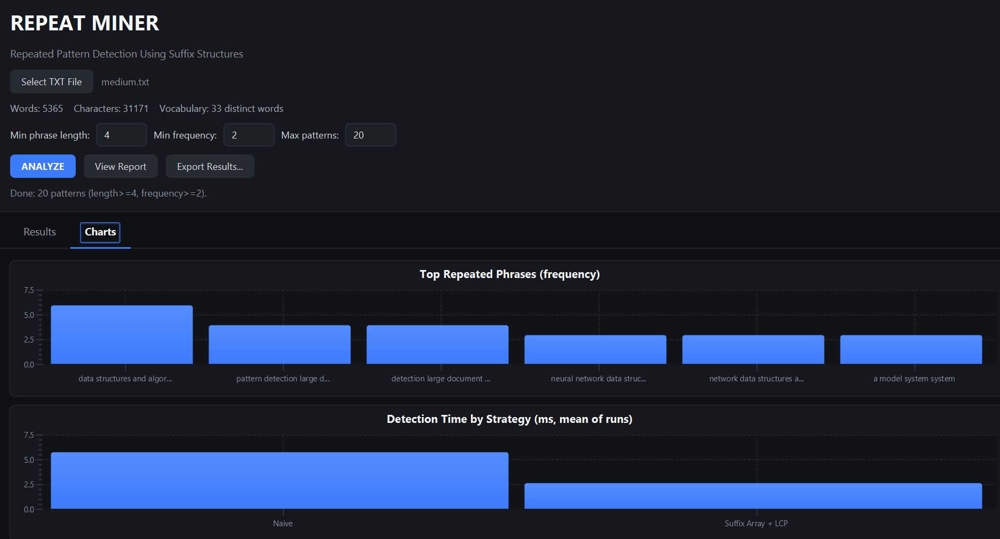 REPEAT MINER
Repeated Pattern Detection Using Suffix Structures
Select TXT File medium.txt
Words: 5365 Characters: 31171 Vocabulary: 33 distinct words
Min phrase length: 4 Min frequency: 2 Max patterns: 20
ANALYZE View Report Export Results...
Done: 20 patterns (length>=4, frequency>=2).
Results Charts
Top Repeated Phrases (frequency)
7.5
5.0
2.5
0.0
data structures and algor... pattern detection large d... detection large document ... neural network data struc... network data structures a... a model system system
Detection Time by Strategy (ms, mean of runs)
7.5
5.0
2.5
0.0
Naive Suffix Array + LCP